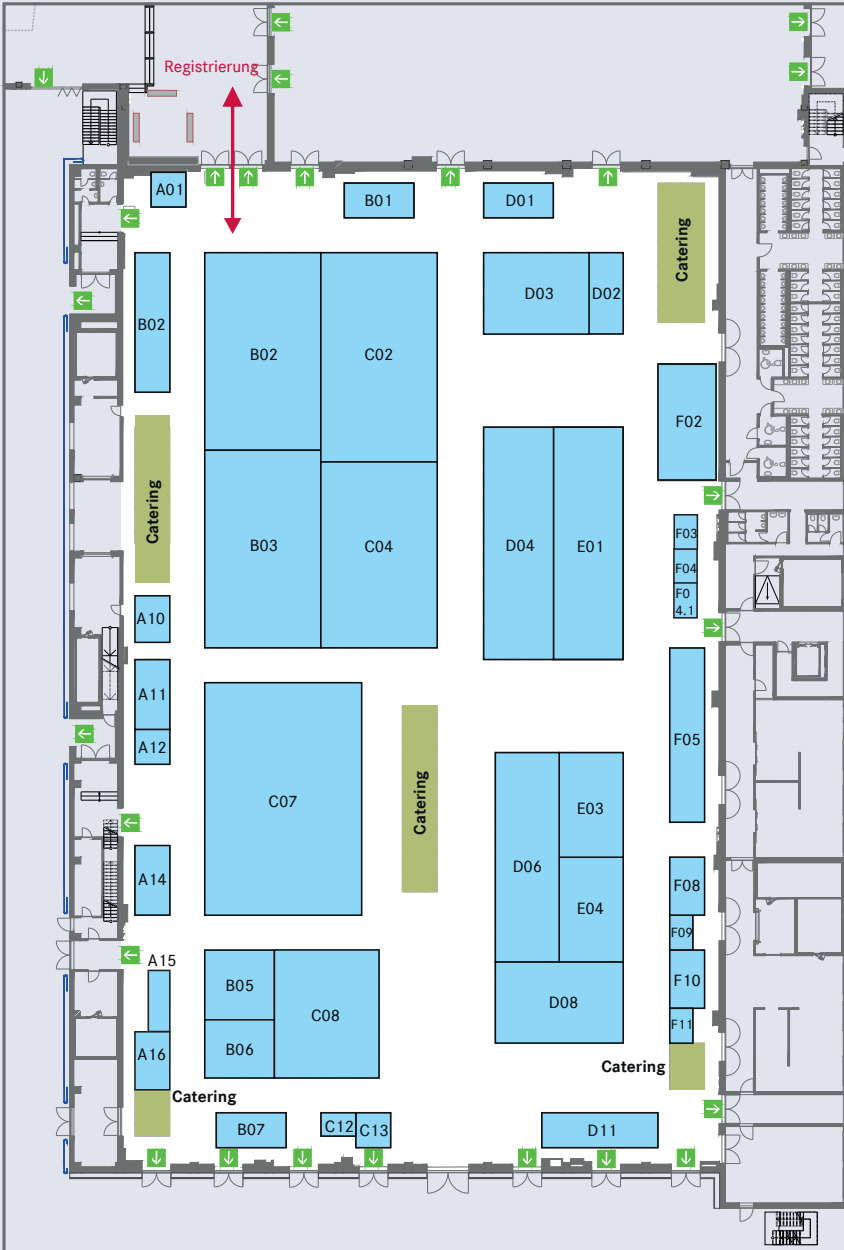 Registrierung
A01
B01
D01
Catering
B02
B02
C02
D03
D02
F02
Catering
B03
C04
D04
E01
F03
F04
F0
4.1
A10
A11
A12
C07
Catering
F05
D06
E03
E04
A14
F08
F09
A15
B05
C08
F10
D08
F11
B06
A16
Catering
Catering
B07
C12
C13
D11